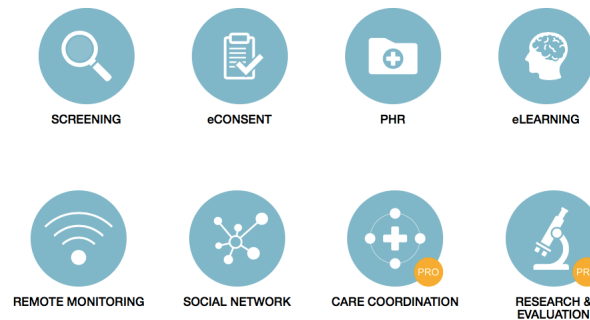 SCREENING
eCONSENT
PHR
eLEARNING
REMOTE MONITORING
SOCIAL NETWORK
PRO
CARE COORDINATION
RESEARCH &
EVALUATION